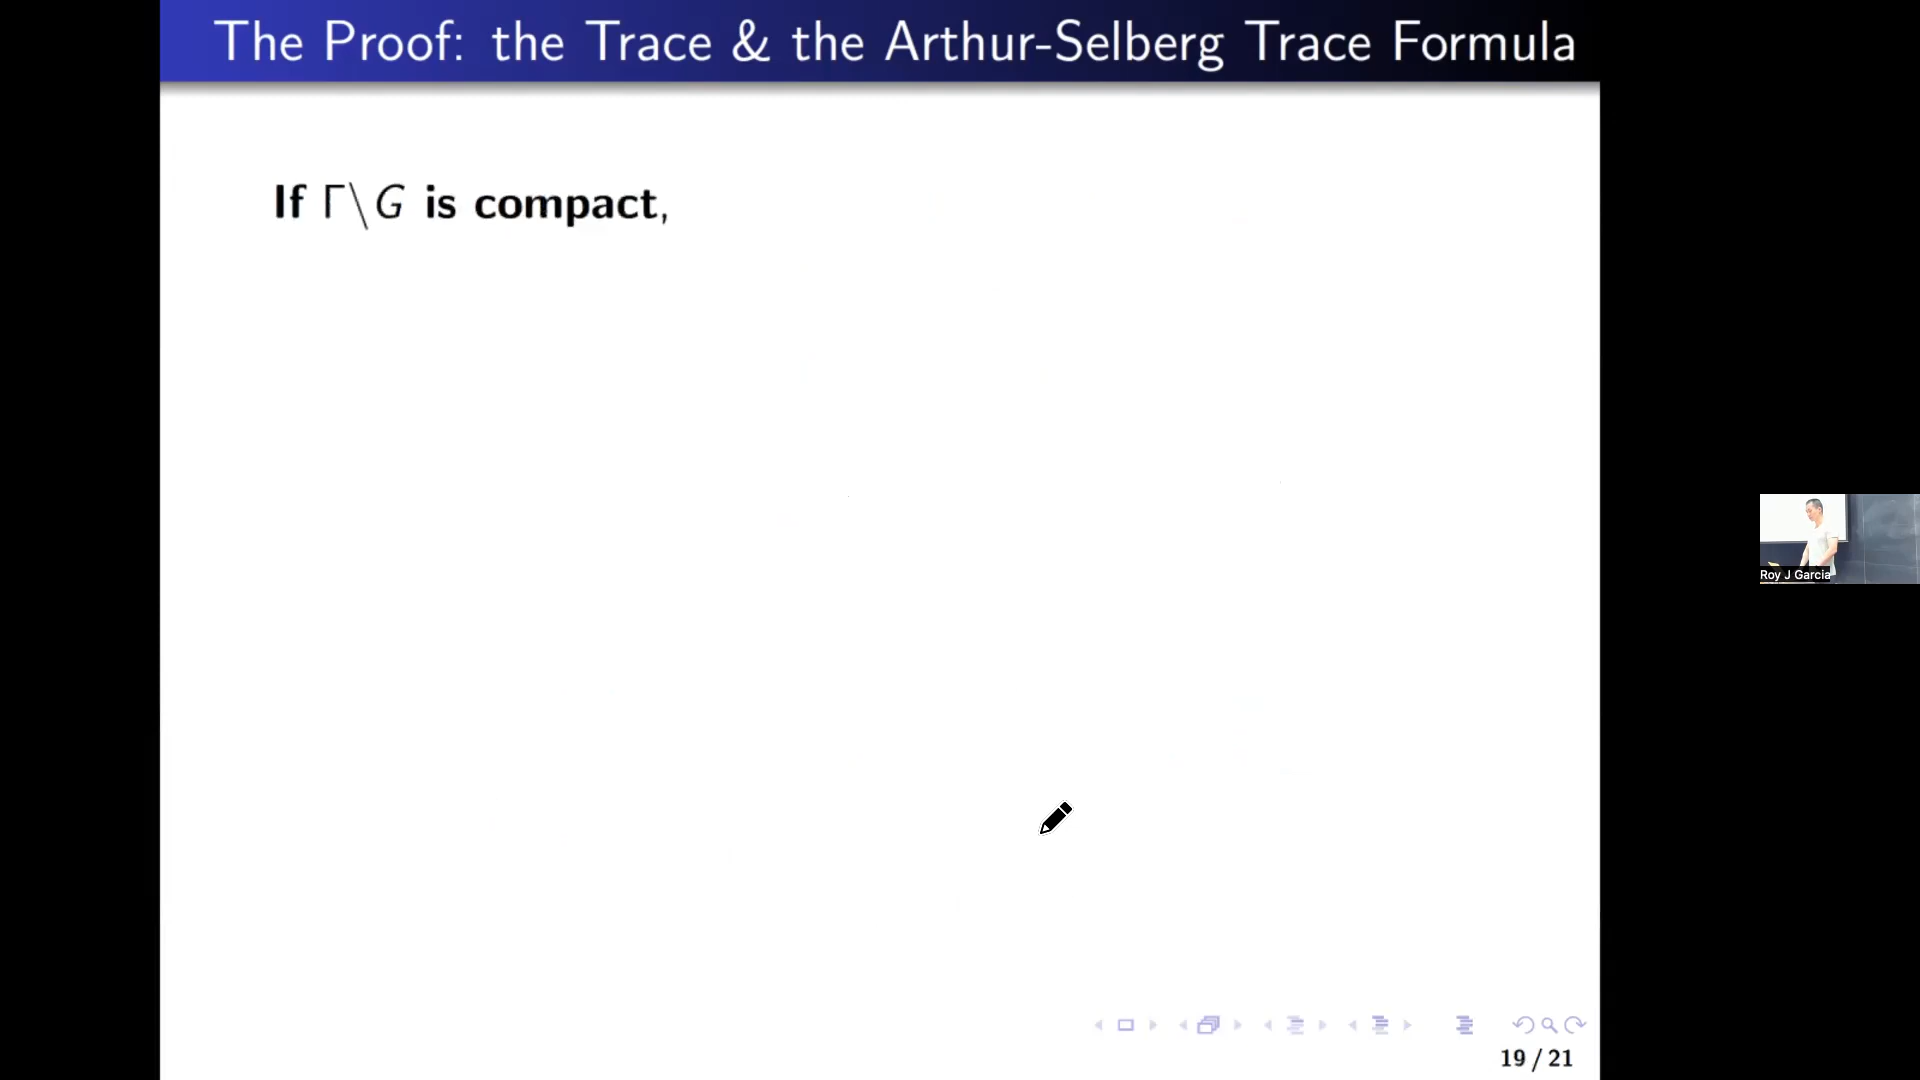 The Proof: the Trace & the Arthur-Selberg Trace Formula
If Γ\G is compact,
Roy J Garcia
19 / 21